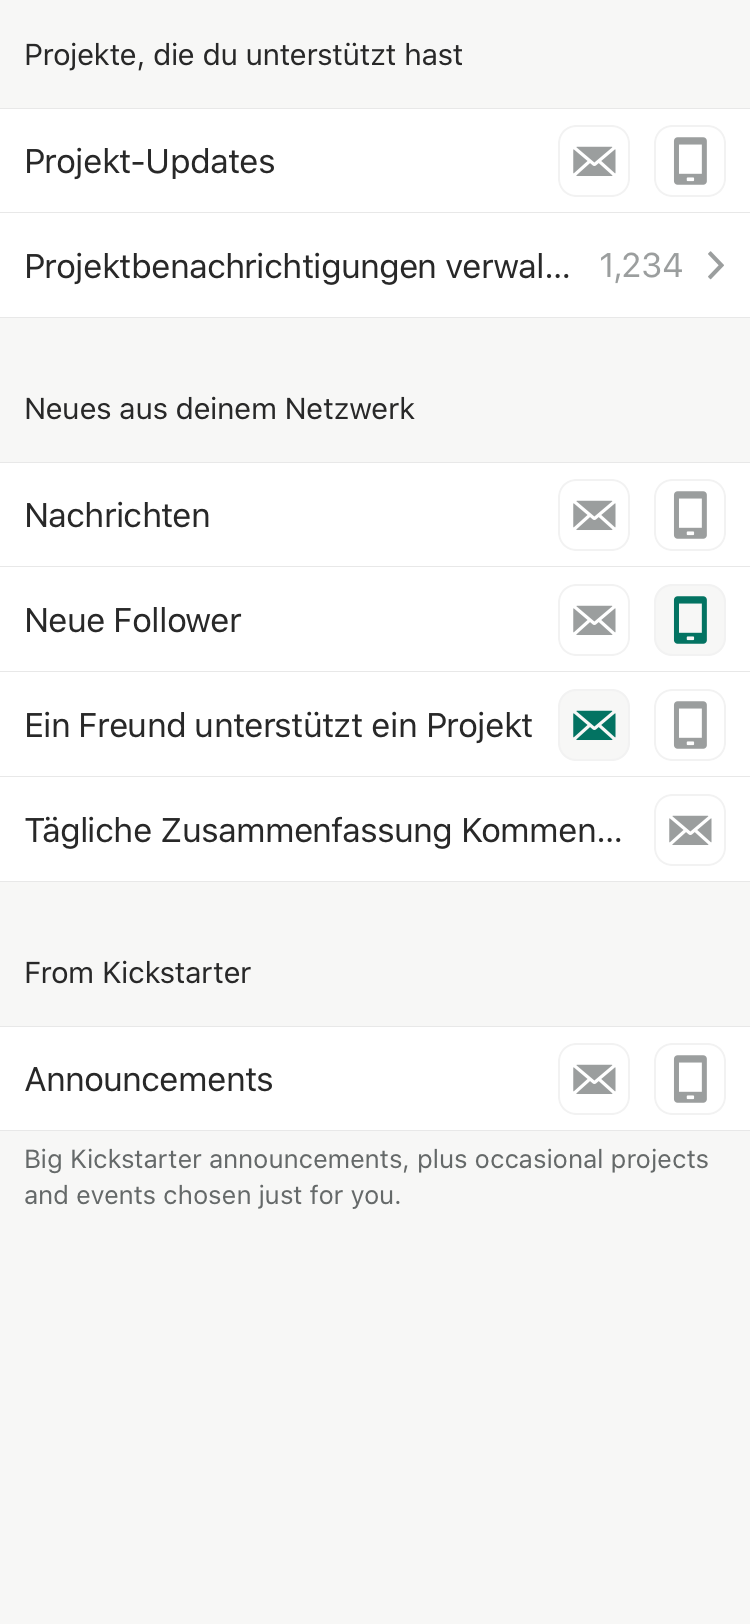 Projekte, die du unterstützt hast
Projekt-Updates
Projektbenachrichtigungen verwal... 1,234
Neues aus deinem Netzwerk
Nachrichten
Neue Follower
Ein Freund unterstützt ein Projekt
Tägliche Zusammenfassung Kommen...
From Kickstarter
Announcements
Big Kickstarter announcements, plus occasional projects
and events chosen just for you.